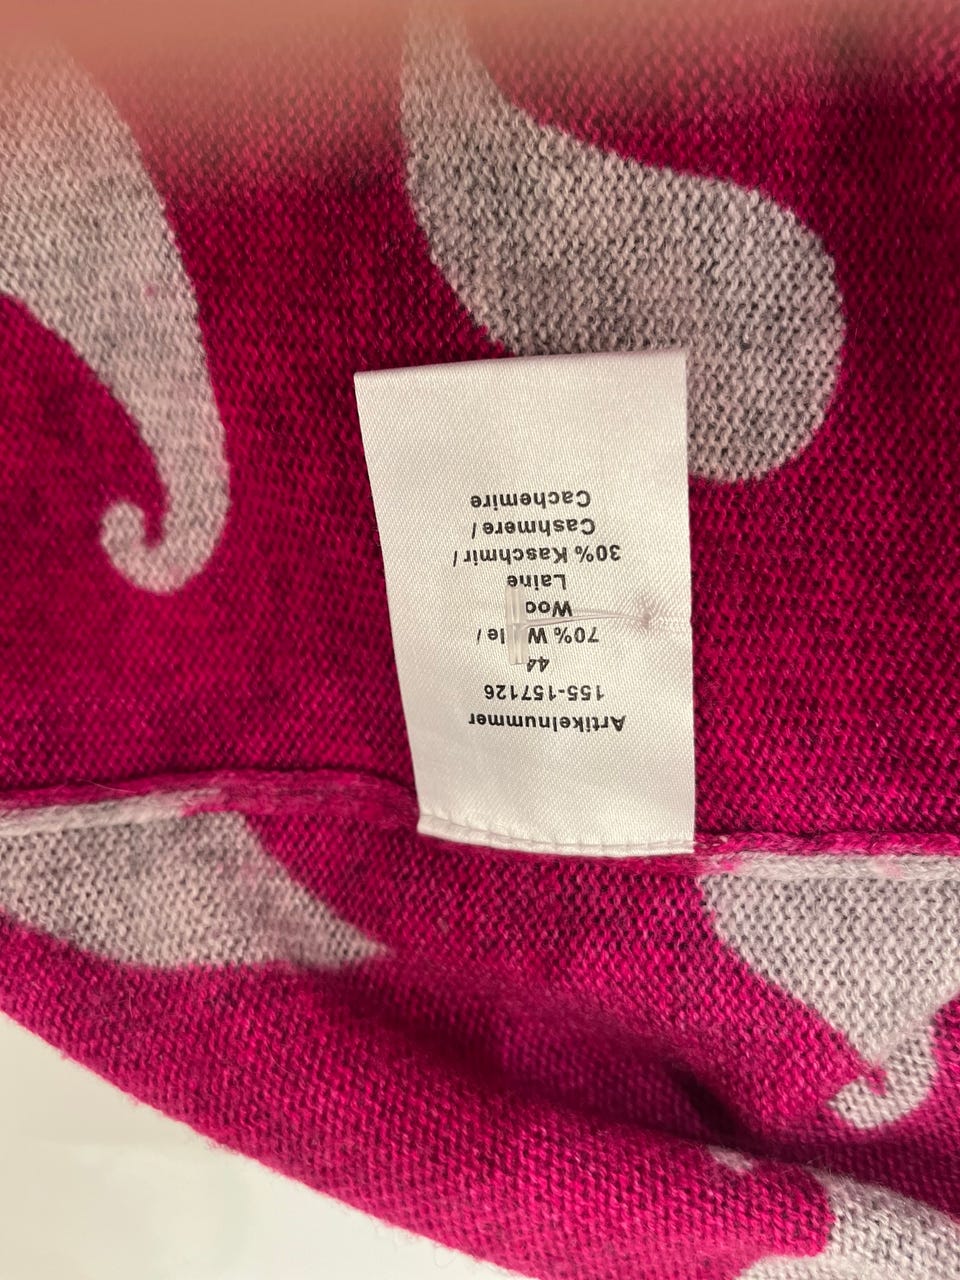 Artikelnummer
155-157126
44
70% Wolle /
Wool
Laine
30% Kaschmir /
Cashmere /
Cachemire